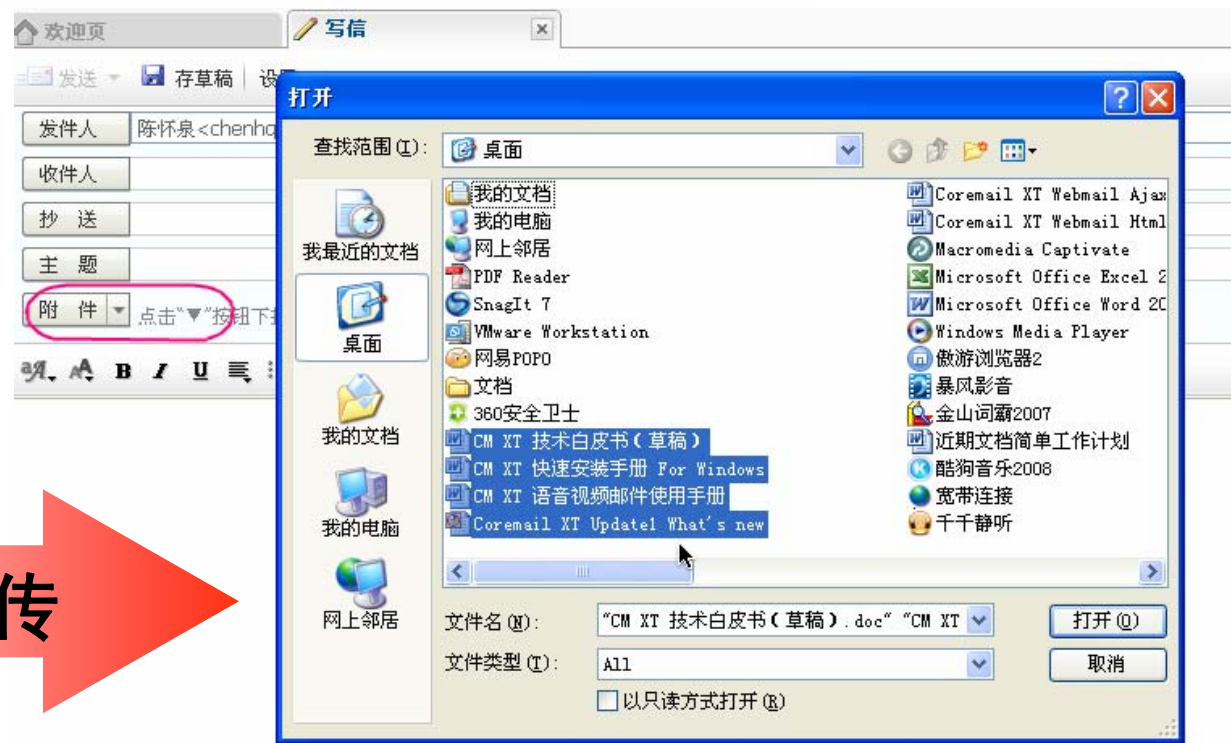 欢迎页
写信
发送
存草稿
发件人
陈怀泉<chenhq
收件人
抄 送
主 题
附 件
点击“▼”按钮下
B I U
传
打开
查找范围(I):
桌面
我最近的文档
桌面
我的文档
我的电脑
网上邻居
我的文档
我的电脑
网上邻居
PDF Reader
SnagIt 7
VMware Workstation
网易POPO
文档
360安全卫士
CM XT 技术白皮书(草稿)
CM XT 快速安装手册 For Windows
CM XT 语音视频邮件使用手册
Coremail XT Update1 What's new
Coremail XT Webmail Ajax
Coremail XT Webmail Html
Macromedia Captivate
Microsoft Office Excel 2
Microsoft Office Word 20
Windows Media Player
傲游浏览器2
暴风影音
金山词霸2007
近期文档简单工作计划
酷狗音乐2008
宽带连接
千千静听
文件名(N):
"CM XT 技术白皮书(草稿).doc" "CM XT
打开(O)
文件类型(T):
All
取消
以只读方式打开(R)